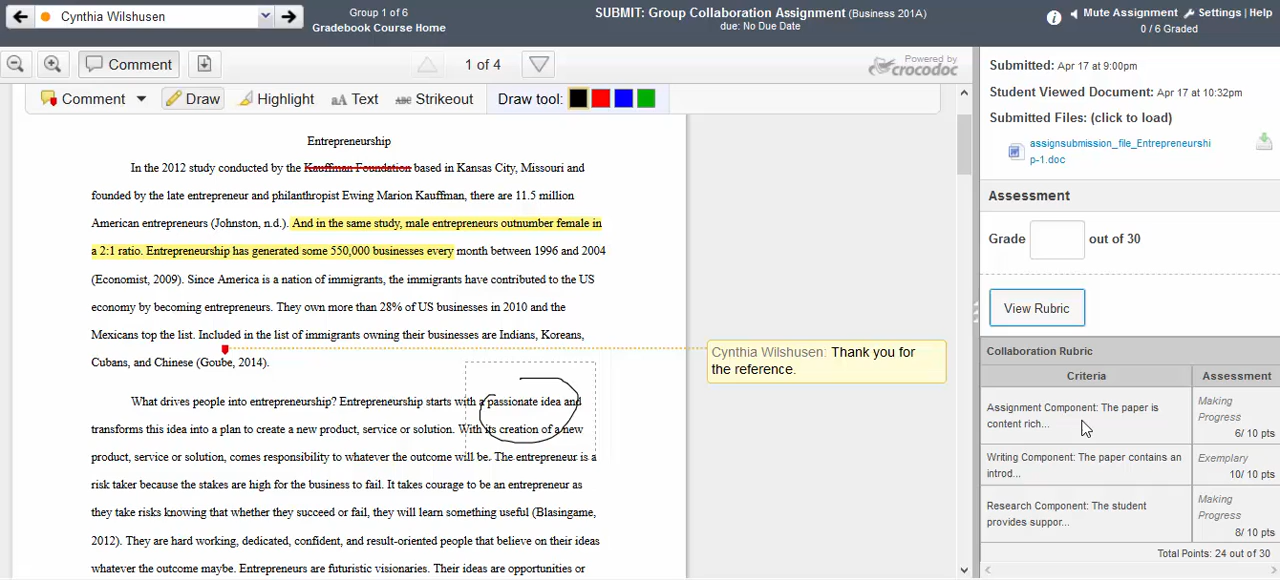 Cynthia Wilshusen
Group 1 of 6
Gradebook Course Home
SUBMIT: Group Collaboration Assignment (Business 201A)
due: No Due Date
Mute Assignment Settings | Help
0 / 6 Graded
Comment
1 of 4
Powered by
crocodoc
Comment Draw Highlight aA Text ABC Strikeout Draw tool:
Entrepreneurship
In the 2012 study conducted by the Kauffman Foundation based in Kansas City, Missouri and
founded by the late entrepreneur and philanthropist Ewing Marion Kauffman, there are 11.5 million
American entrepreneurs (Johnston, n.d.). And in the same study, male entrepreneurs outnumber female in
a 2:1 ratio. Entrepreneurship has generated some 550,000 businesses every month between 1996 and 2004
(Economist, 2009). Since America is a nation of immigrants, the immigrants have contributed to the US
economy by becoming entrepreneurs. They own more than 28% of US businesses in 2010 and the
Mexicans top the list. Included in the list of immigrants owning their businesses are Indians, Koreans,
Cubans, and Chinese (Goube, 2014).
What drives people into entrepreneurship? Entrepreneurship starts with a passionate idea and
transforms this idea into a plan to create a new product, service or solution. With its creation of a new
product, service or solution, comes responsibility to whatever the outcome will be. The entrepreneur is a
risk taker because the stakes are high for the business to fail. It takes courage to be an entrepreneur as
they take risks knowing that whether they succeed or fail, they will learn something useful (Blasingame,
2012). They are hard working, dedicated, confident, and result-oriented people that believe on their ideas
whatever the outcome maybe. Entrepreneurs are futuristic visionaries. Their ideas are opportunities or
Cynthia Wilshusen: Thank you for
the reference.
Submitted: Apr 17 at 9:00pm
Student Viewed Document: Apr 17 at 10:32pm
Submitted Files: (click to load)
assignsubmission_file_Entrepreneurshi
p-1.doc
Assessment
Grade out of 30
View Rubric
Collaboration Rubric
Criteria Assessment
Assignment Component: The paper is
content rich...
Making
Progress
6/ 10 pts
Writing Component: The paper contains an
introd...
Exemplary
10/ 10 pts
Research Component: The student
provides suppor...
Making
Progress
8/ 10 pts
Total Points: 24 out of 30